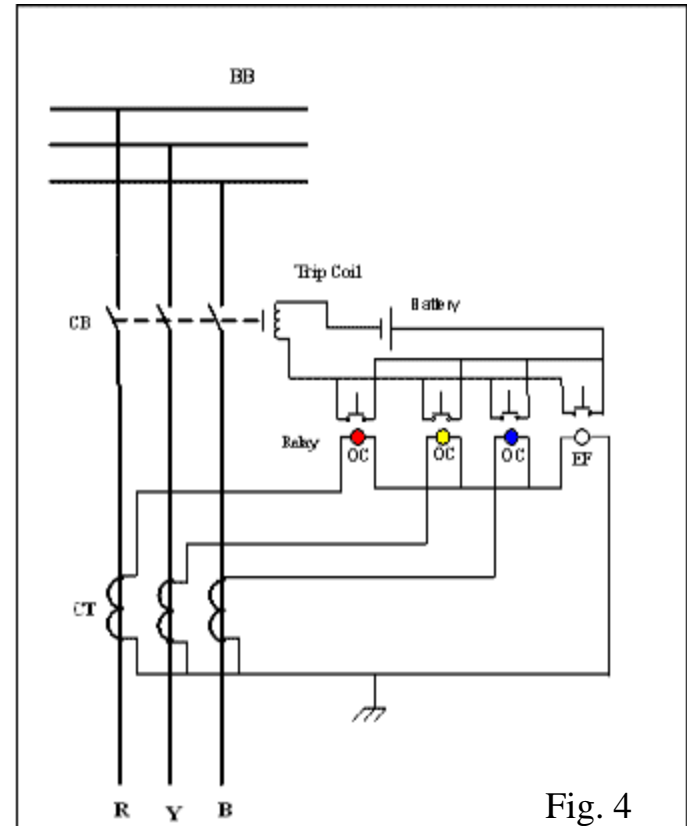 BB
Trip Coil
Battery
CB
Relay
OC
OC
OC
EF
CT
R Y B
Fig. 4